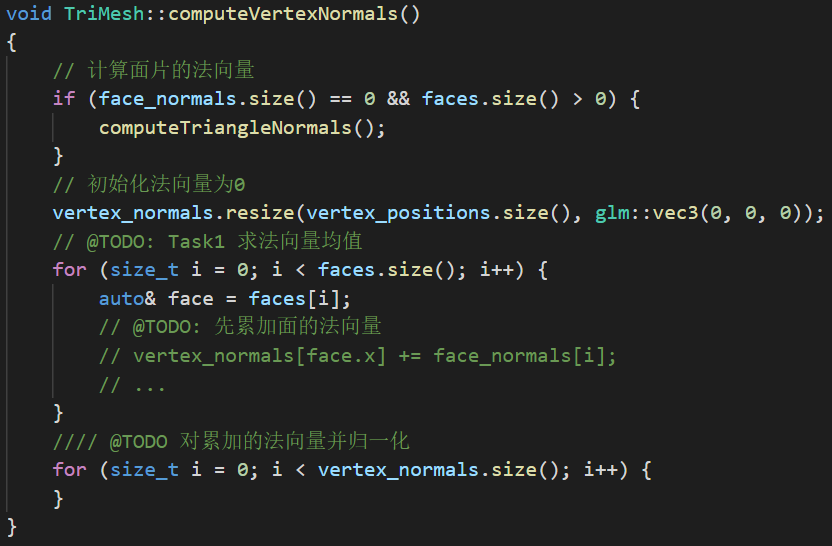 void TriMesh::computeVertexNormals()
{
    // 计算面片的法向量
    if (face_normals.size() == 0 && faces.size() > 0) {
        computeTriangleNormals();
    }
    // 初始化法向量为0
    vertex_normals.resize(vertex_positions.size(), glm::vec3(0, 0, 0));
    // @TODO: Task1 求法向量均值
    for (size_t i = 0; i < faces.size(); i++) {
        auto& face = faces[i];
        // @TODO: 先累加面的法向量
        // vertex_normals[face.x] += face_normals[i];
        // ...
    }
    //// @TODO 对累加的法向量并归一化
    for (size_t i = 0; i < vertex_normals.size(); i++) {
    }
}